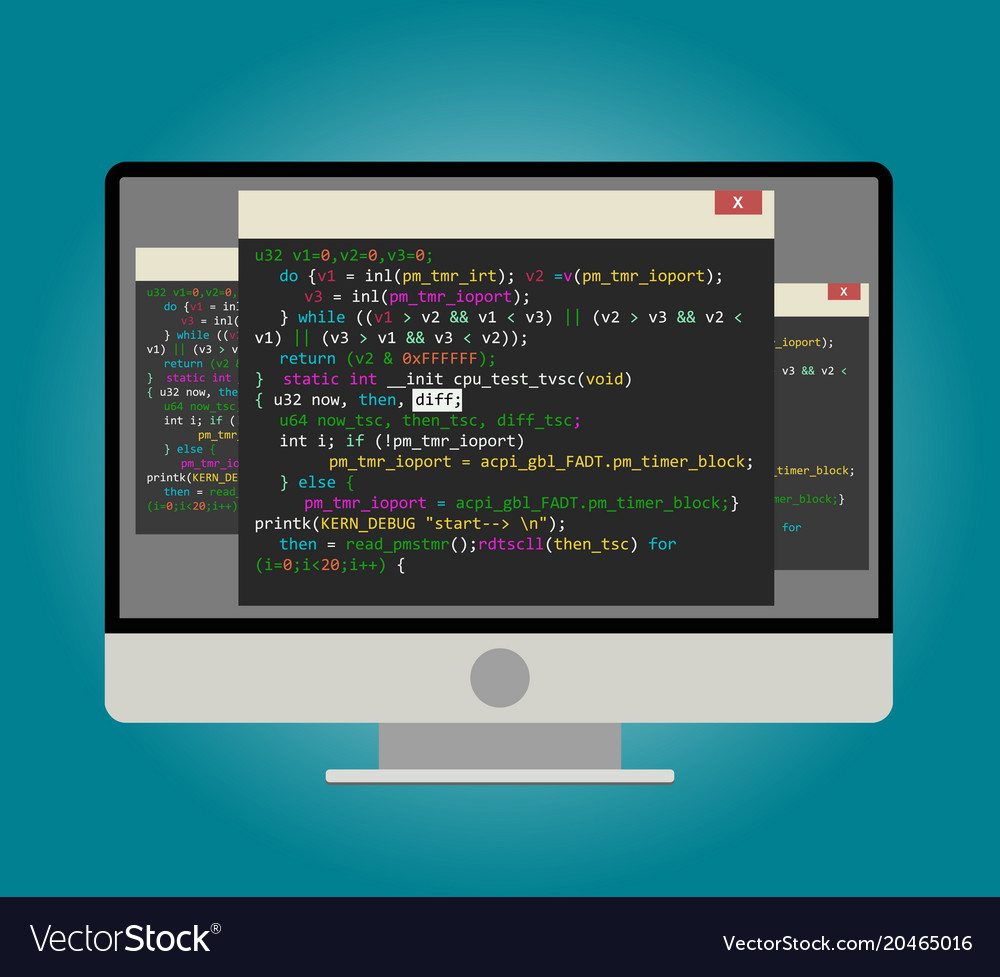 X
u32 v1=0,v2=0,v3=0;
do {v1 = inl(pm_tmr_irt); v2 =v(pm_tmr_ioport);
v3 = inl(pm_tmr_ioport);
} while ((v1 > v2 && v1 < v3) || (v2 > v3 && v2 <
v1) || (v3 > v1 && v3 < v2));
return (v2 & 0xFFFFFF);
}  static int __init cpu_test_tvsc(void)
{ u32 now, then, diff;
u64 now_tsc, then_tsc, diff_tsc;
int i; if (!pm_tmr_ioport)
pm_tmr_ioport = acpi_gbl_FADT.pm_timer_block;
} else {
pm_tmr_ioport = acpi_gbl_FADT.pm_timer_block;}
printk(KERN_DEBUG "start--> \n");
then = read_pmstmr();rdtscll(then_tsc) for
(i=0;i<20;i++) {
u32 v1=0,v2=0,
do {v1 = inl
v3 = inl(
} while ((v
v1) || (v3 > v
return (v2 &
}  static int
{ u32 now, the
u64 now_tsc
int i; if (
pm_tmr_
} else {
pm_tmr_io
printk(KERN_DE
then = read_
(i=0;i<20;i++)
X
_ioport);
v3 && v2 <
timer_block;
mer_block;}
for
VectorStock®
VectorStock.com/20465016